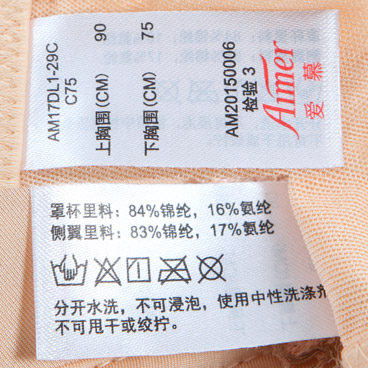 AM17DL1-29C
C75
上胸围(CM) 90
下胸围(CM) 75
AM20150006
检验 3
Aimer
爱慕
罩杯里料：84%锦纶，16%氨纶
侧翼里料：83%锦纶，17%氨纶
分开水洗，不可浸泡，使用中性洗涤剂
不可甩干或绞拧。